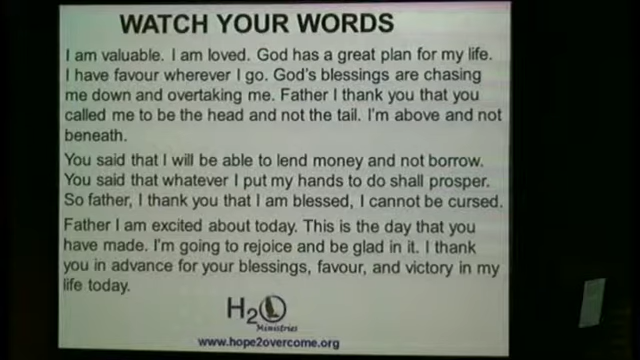 WATCH YOUR WORDS
I am valuable. I am loved. God has a great plan for my life.
I have favour wherever I go. God's blessings are chasing
me down and overtaking me. Father I thank you that you
called me to be the head and not the tail. I'm above and not
beneath.
You said that I will be able to lend money and not borrow.
You said that whatever I put my hands to do shall prosper.
So father, I thank you that I am blessed, I cannot be cursed.
Father I am excited about today. This is the day that you
have made. I'm going to rejoice and be glad in it. I thank
you in advance for your blessings, favour, and victory in my
life today.
H2O
Ministries
www.hope2overcome.org